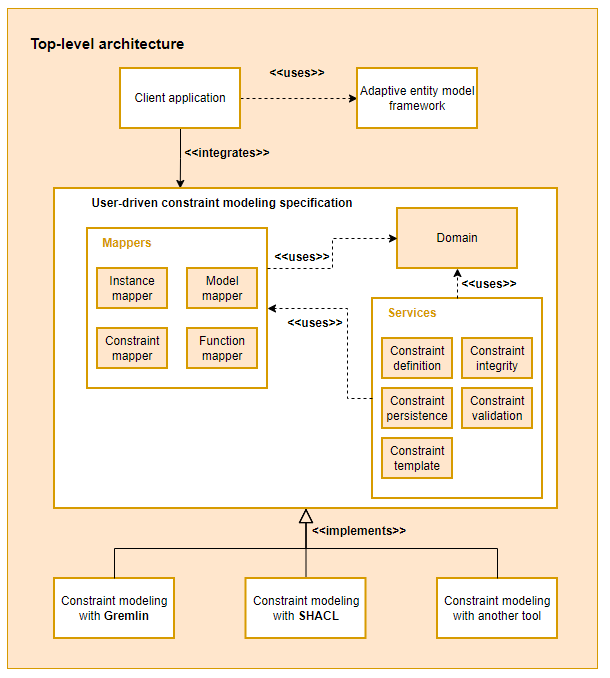 Top-level architecture
Client application
<<uses>>
Adaptive entity model
framework
<<integrates>>
User-driven constraint modeling specification
Mappers
Instance
mapper
Model
mapper
Constraint
mapper
Function
mapper
<<uses>>
Domain
<<uses>>
<<uses>>
Services
Constraint
definition
Constraint
integrity
Constraint
persistence
Constraint
validation
Constraint
template
<<implements>>
Constraint modeling
with Gremlin
Constraint modeling
with SHACL
Constraint modeling
with another tool